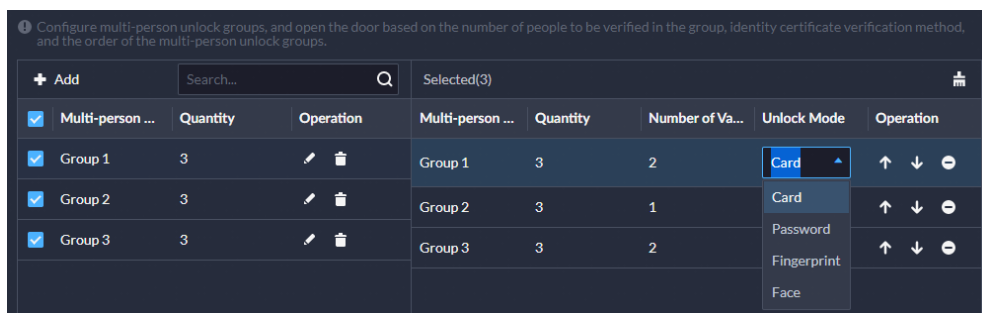 Configure multi-person unlock groups, and open the door based on the number of people to be verified in the group, identity certificate verification method,
and the order of the multi-person unlock groups.
Add Search... Selected(3)
Multi-person ... Quantity Operation Multi-person ... Quantity Number of Va... Unlock Mode Operation
Group 1 3 Group 1 3 2 Card
Group 2 3 Group 2 3 1 Card
Password
Group 3 3 Group 3 3 2 Fingerprint
Face